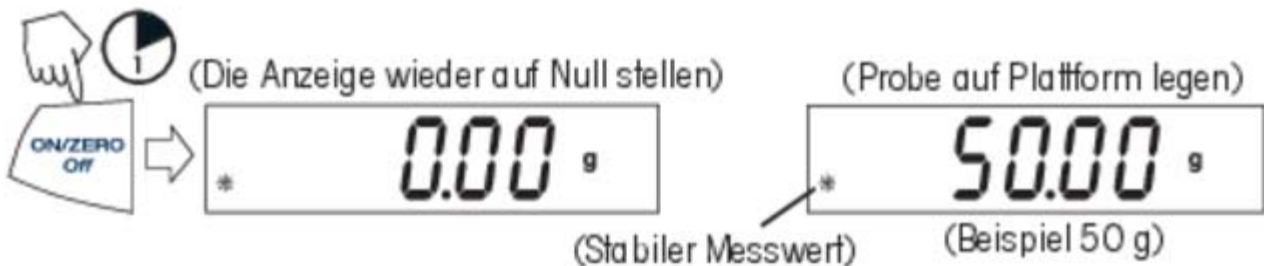 1
(Die Anzeige wieder auf Null stellen)
(Probe auf Plattform legen)
ON/ZERO
Off
* 0.00 g
* 50.00 g
(Stabiler Messwert)
(Beispiel 50 g)